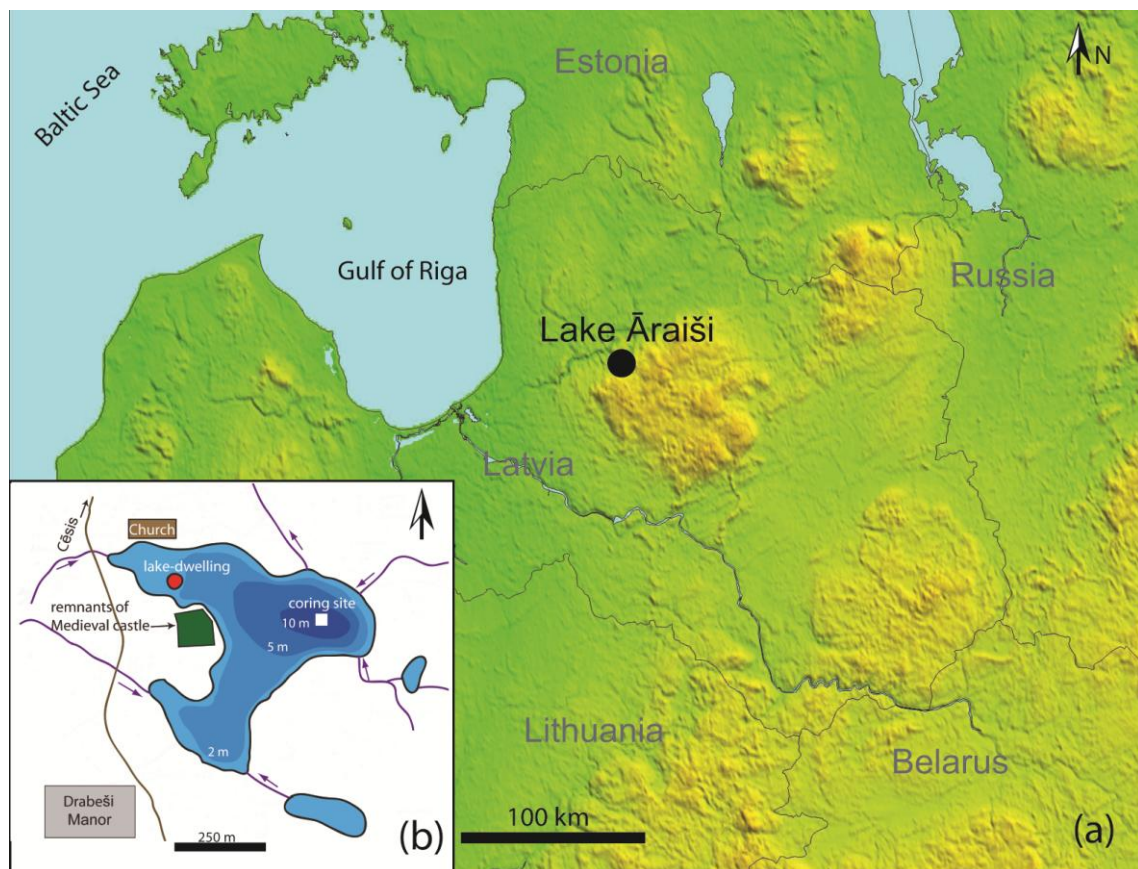 Baltic Sea
Estonia
N
Gulf of Riga
Russia
Lake Āraiši
Latvia
Lithuania
Belarus
100 km
(a)
Cēsis
Church
lake-dwelling
remnants of
Medieval castle
coring site
10 m
5 m
2 m
Drabeši
Manor
250 m
(b)